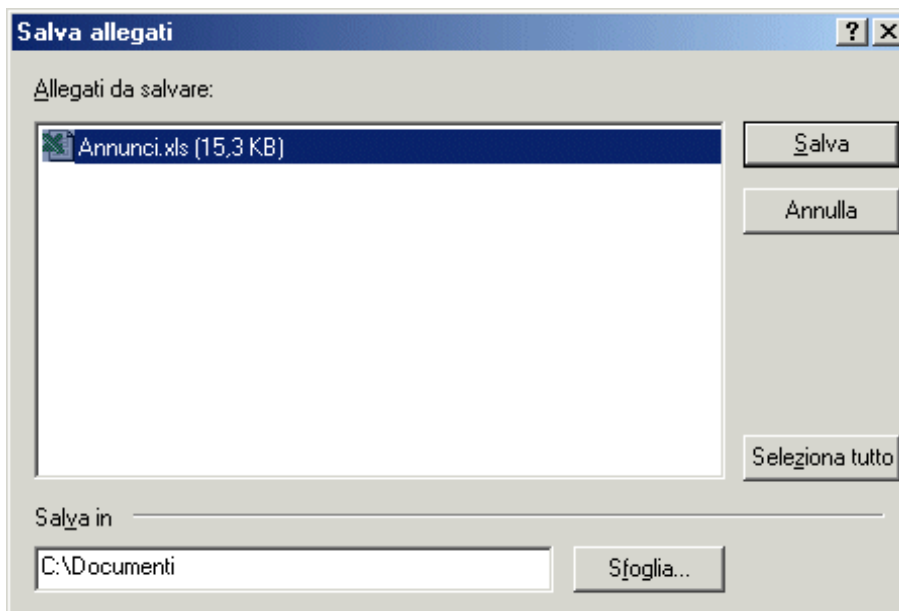 Salva allegati
Allegati da salvare:
Annunci.xls (15,3 KB)
Salva
Annulla
Seleziona tutto
Salva in
C:\Documenti
Sfoglia...